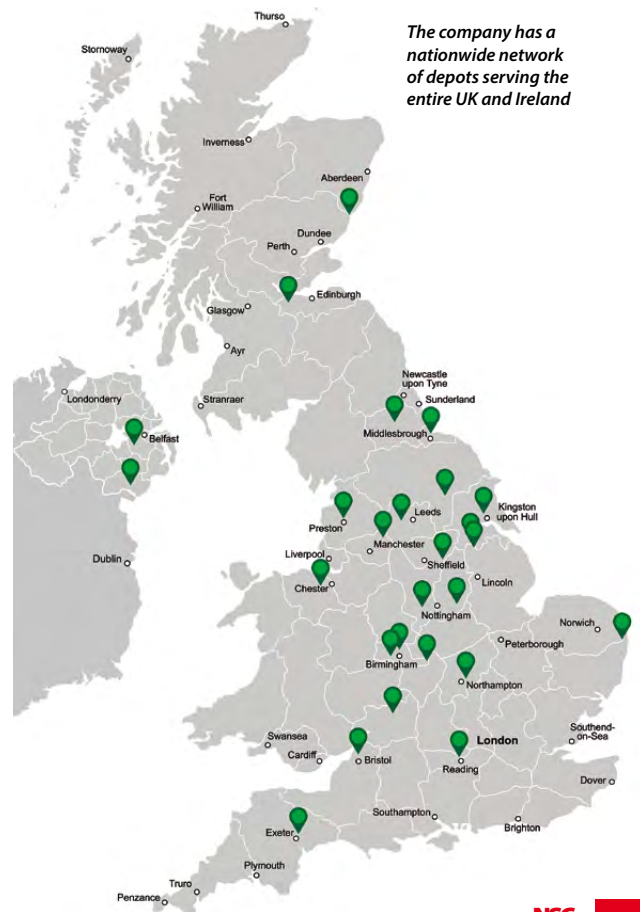 Thurso
The company has a
nationwide network
of depots serving the
entire UK and Ireland
Stornoway
Inverness
Aberdeen
Fort
William
Dundee
Perth
Edinburgh
Glasgow
Ayr
Newcastle
upon Tyne
Londonderry
Stranraer
Sunderland
Belfast
Middlesbrough
Kingston
upon Hull
Leeds
Preston
Manchester
Dublin
Liverpool
Sheffield
Chester
Lincoln
Nottingham
Norwich
Peterborough
Birmingham
Northampton
Swansea
London
Southend-
on-Sea
Cardiff
Bristol
Reading
Dover
Southampton
Brighton
Exeter
Plymouth
Truro
Penzance